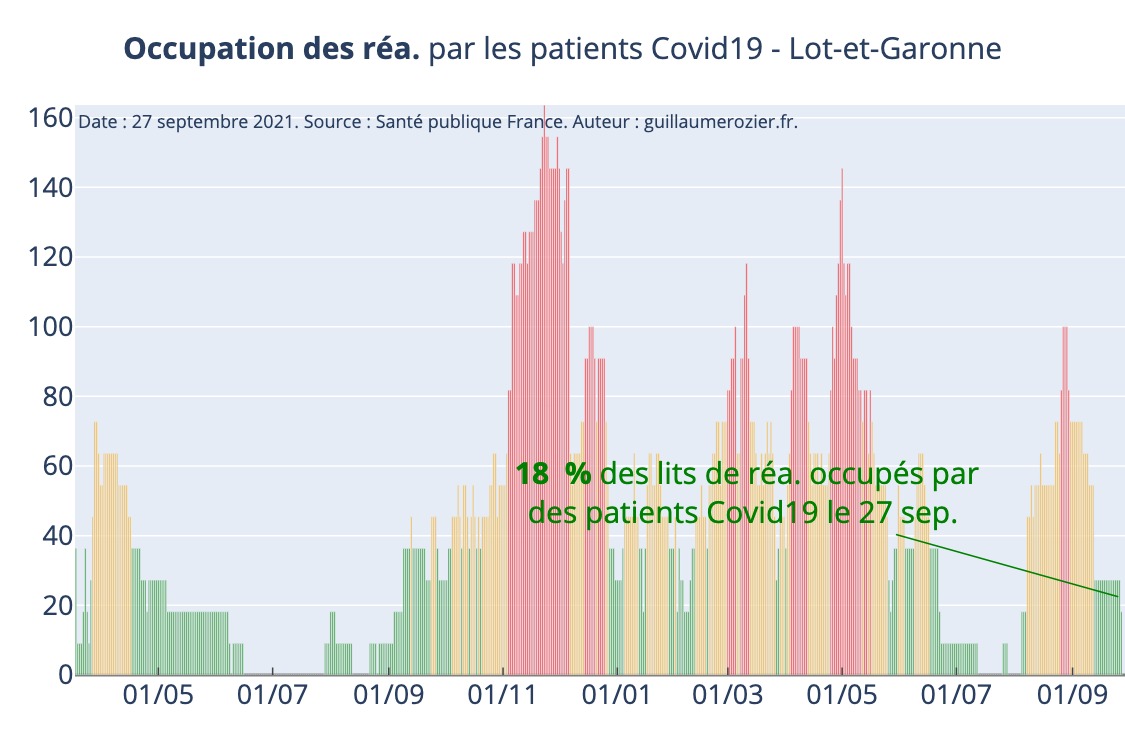 Occupation des réa. par les patients Covid19 - Lot-et-Garonne
160
Date : 27 septembre 2021. Source : Santé publique France. Auteur : guillaumerozier.fr.
140
120
100
80
60
18 % des lits de réa. occupés par
des patients Covid19 le 27 sep.
40
20
0
01/05 01/07 01/09 01/11 01/01 01/03 01/05 01/07 01/09